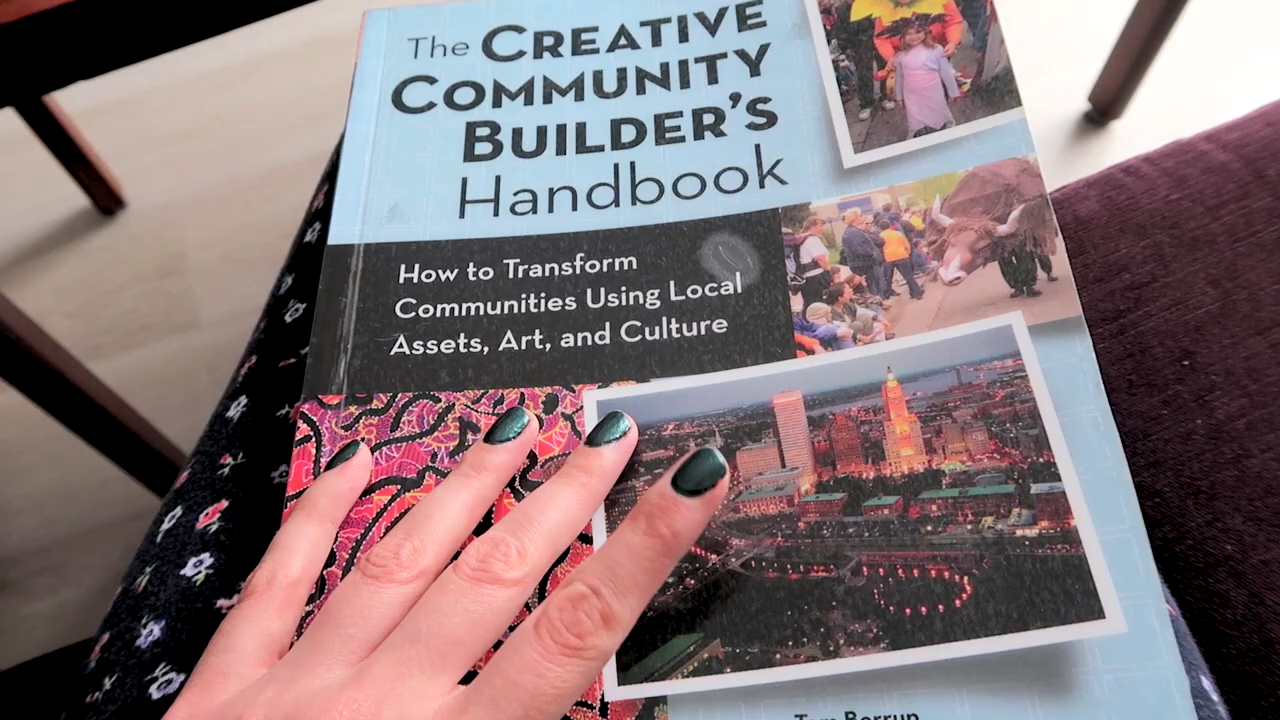 The CREATIVE
COMMUNITY
BUILDER'S
Handbook
How to Transform
Communities Using Local
Assets, Art, and Culture
Tom Borrup